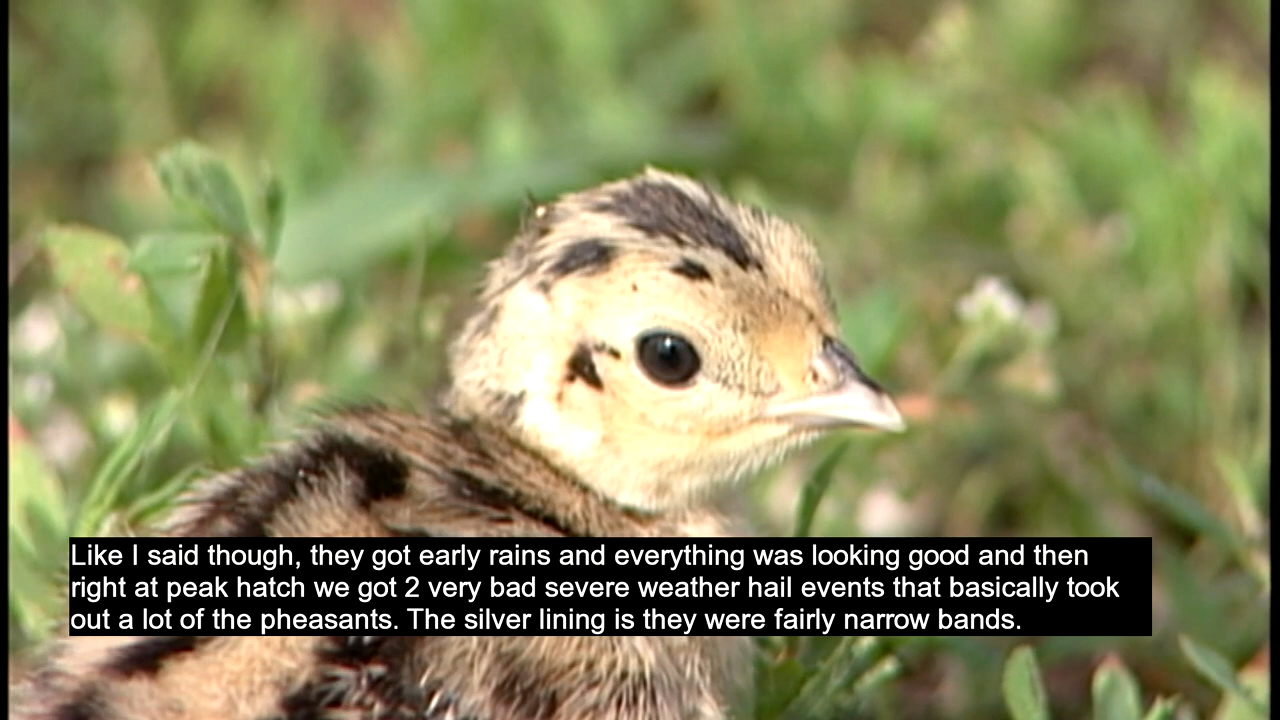 Like I said though, they got early rains and everything was looking good and then
right at peak hatch we got 2 very bad severe weather hail events that basically took
out a lot of the pheasants. The silver lining is they were fairly narrow bands.